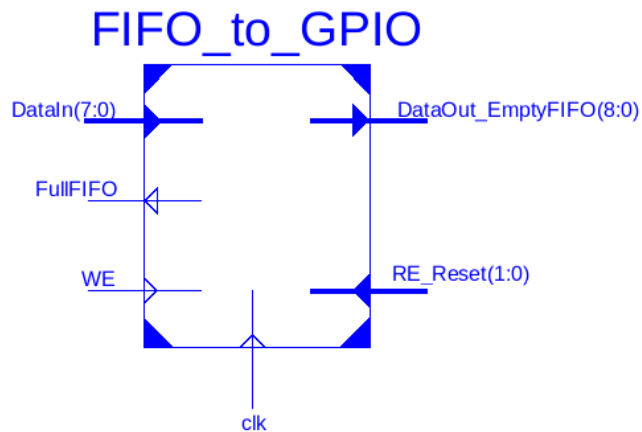 FIFO_to_GPIO
DataIn(7:0)
DataOut_EmptyFIFO(8:0)
FullFIFO
WE
RE_Reset(1:0)
clk